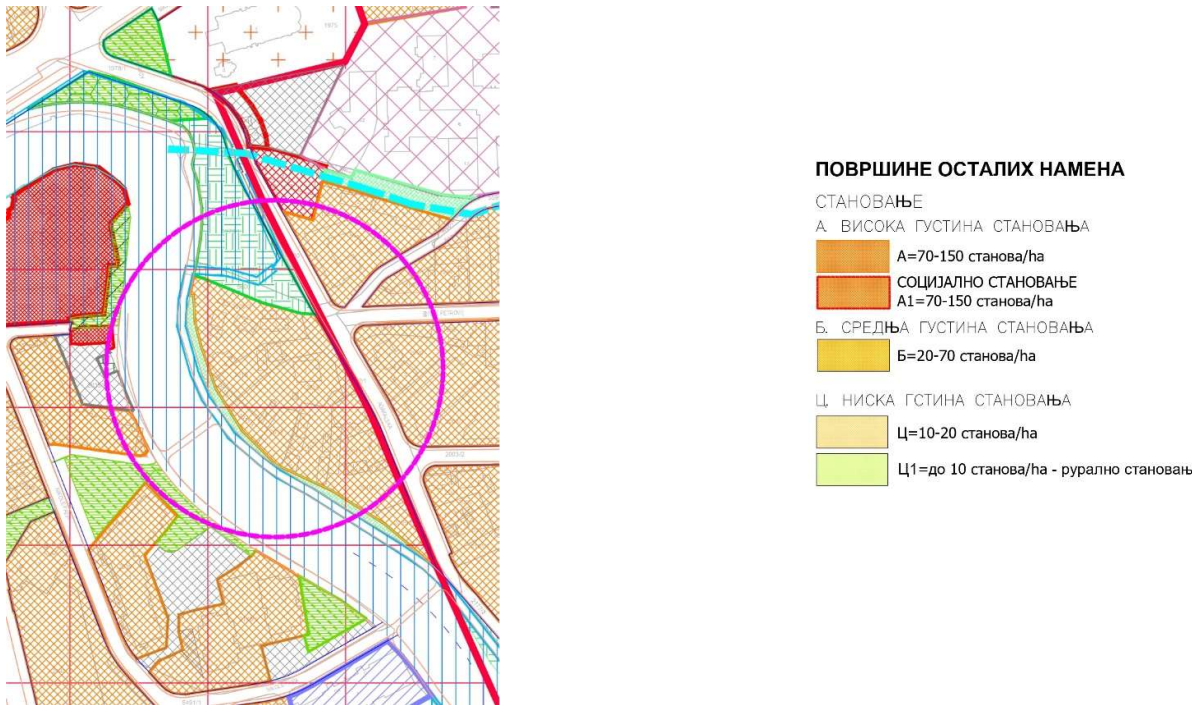 ПОВРШИНЕ ОСТАЛИХ НАМЕНА
СТАНОВАЊЕ
А. ВИСОКА ГУСТИНА СТАНОВАЊА
А=70-150 станова/ha
СОЦИЈАЛНО СТАНОВАЊЕ
А1=70-150 станова/ha
Б. СРЕДЊА ГУСТИНА СТАНОВАЊА
Б=20-70 станова/ha
Ц. НИСКА ГСТИНА СТАНОВАЊА
Ц=10-20 станова/ha
Ц1=до 10 станова/ha - рурално становањ